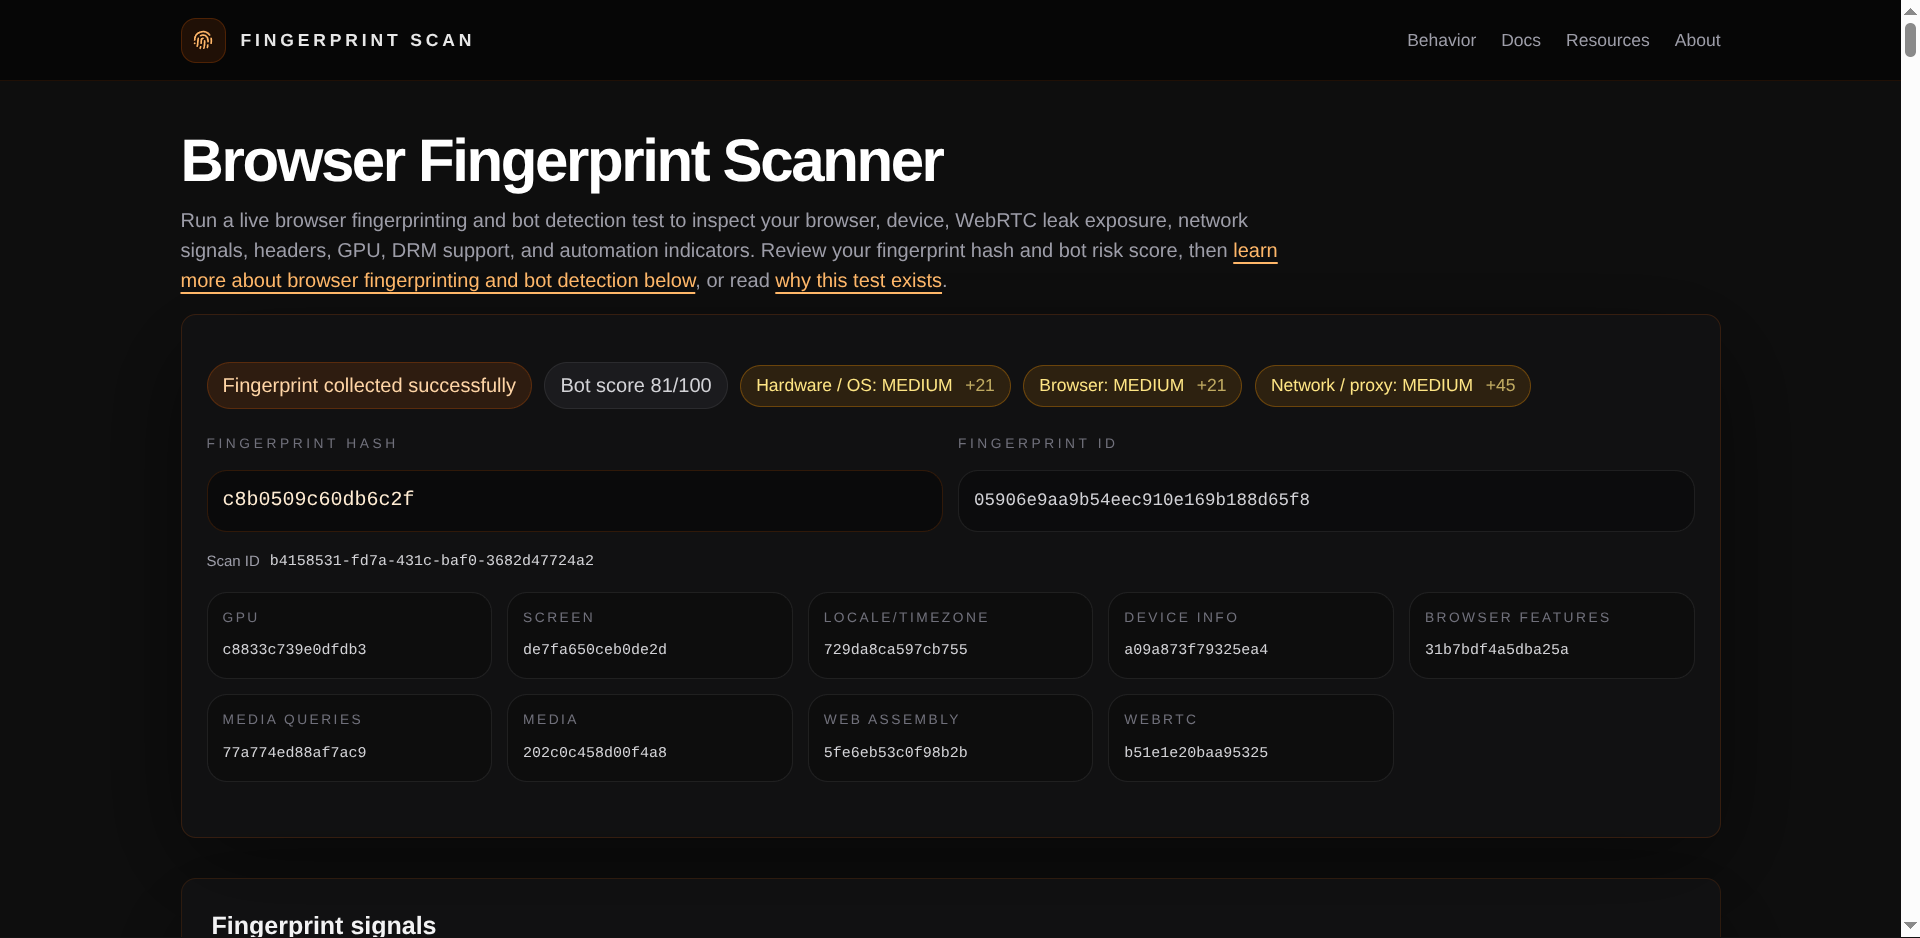 FINGERPRINT SCAN
Behavior Docs Resources About
Browser Fingerprint Scanner
Run a live browser fingerprinting and bot detection test to inspect your browser, device, WebRTC leak exposure, network
signals, headers, GPU, DRM support, and automation indicators. Review your fingerprint hash and bot risk score, then learn
more about browser fingerprinting and bot detection below, or read why this test exists.
Fingerprint collected successfully Bot score 81/100 Hardware / OS: MEDIUM +21 Browser: MEDIUM +21 Network / proxy: MEDIUM +45
FINGERPRINT HASH FINGERPRINT ID
c8b0509c60db6c2f 05906e9aa9b54eec910e169b188d65f8
Scan ID b4158531-fd7a-431c-baf0-3682d47724a2
GPU SCREEN LOCALE/TIMEZONE DEVICE INFO BROWSER FEATURES
c8833c739e0dfdb3 de7fa650ceb0de2d 729da8ca597cb755 a09a873f79325ea4 31b7bdf4a5dba25a
MEDIA QUERIES MEDIA WEB ASSEMBLY WEBRTC
77a774ed88af7ac9 202c0c458d00f4a8 5fe6eb53c0f98b2b b51e1e20baa95325
Fingerprint signals